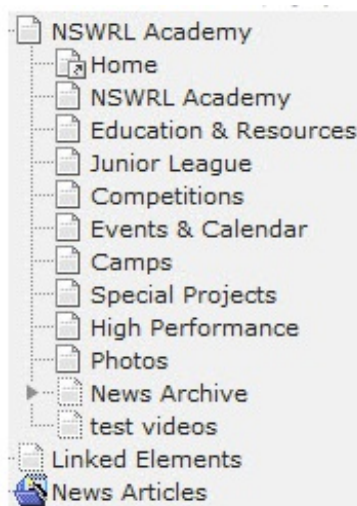 NSWRL Academy
Home
NSWRL Academy
Education & Resources
Junior League
Competitions
Events & Calendar
Camps
Special Projects
High Performance
Photos
News Archive
test videos
Linked Elements
News Articles